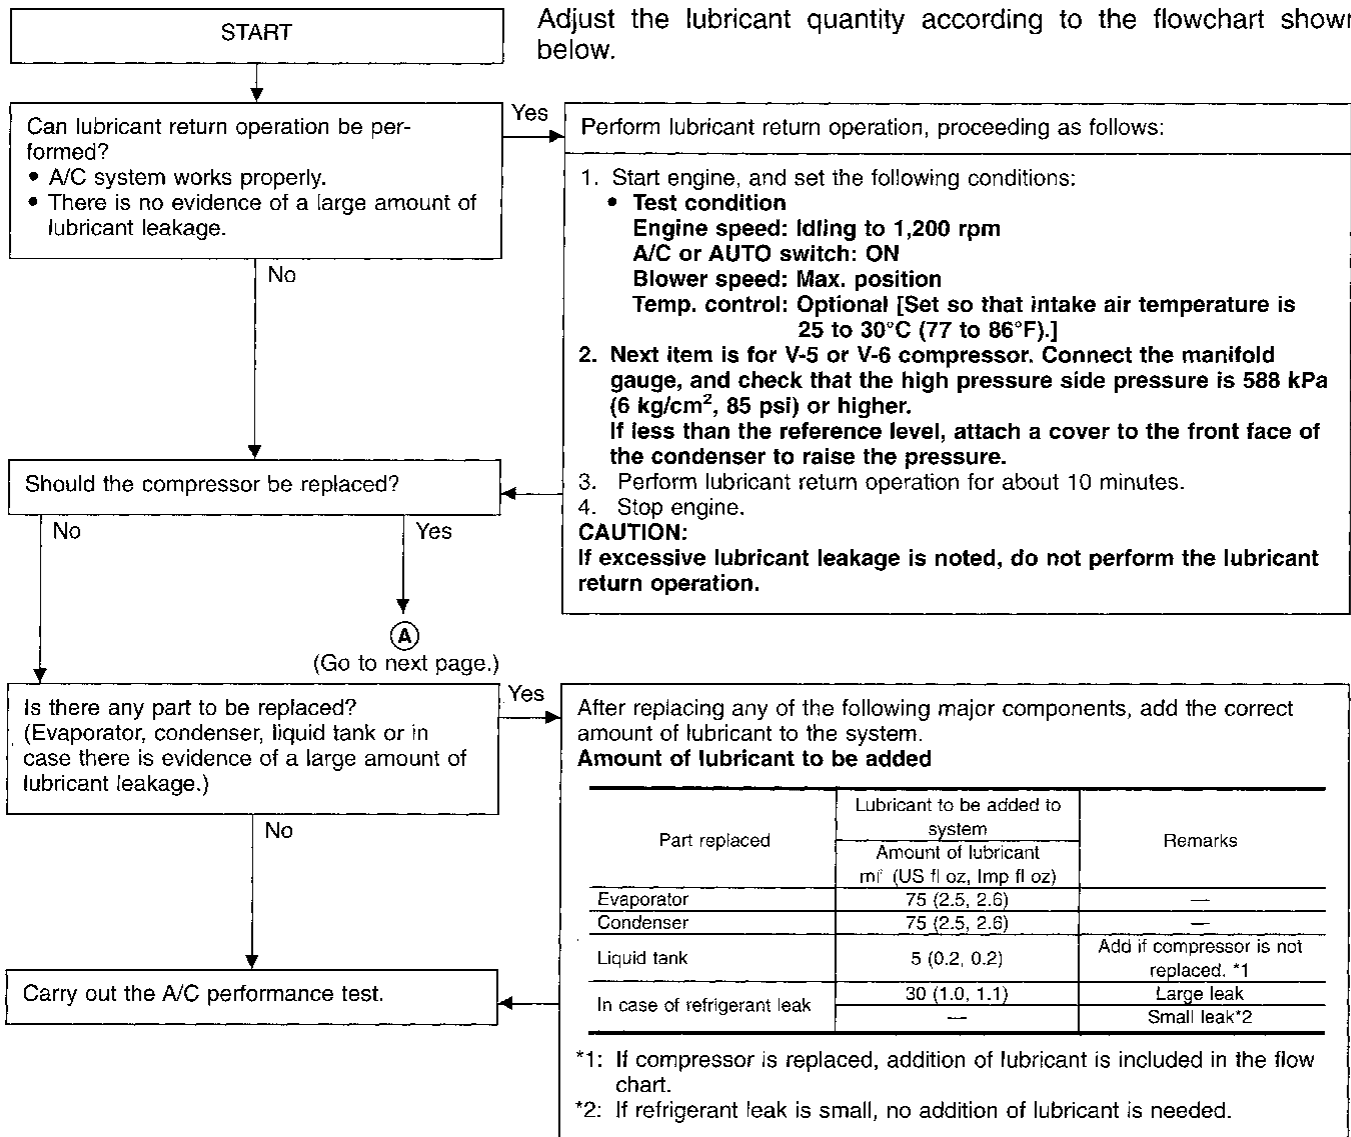 START
Adjust the lubricant quantity according to the flowchart shown
below.
Can lubricant return operation be per-
formed?
• A/C system works properly.
• There is no evidence of a large amount of
lubricant leakage.
Yes
No
Perform lubricant return operation, proceeding as follows:
1. Start engine, and set the following conditions:
• Test condition
Engine speed: Idling to 1,200 rpm
A/C or AUTO switch: ON
Blower speed: Max. position
Temp. control: Optional [Set so that intake air temperature is
25 to 30°C (77 to 86°F).]
2. Next item is for V-5 or V-6 compressor. Connect the manifold
gauge, and check that the high pressure side pressure is 588 kPa
(6 kg/cm², 85 psi) or higher.
If less than the reference level, attach a cover to the front face of
the condenser to raise the pressure.
3. Perform lubricant return operation for about 10 minutes.
4. Stop engine.
CAUTION:
If excessive lubricant leakage is noted, do not perform the lubricant
return operation.
Should the compressor be replaced?
No
Yes
A
(Go to next page.)
Is there any part to be replaced?
(Evaporator, condenser, liquid tank or in
case there is evidence of a large amount of
lubricant leakage.)
Yes
No
After replacing any of the following major components, add the correct
amount of lubricant to the system.
Amount of lubricant to be added
Part replaced
Lubricant to be added to
system
Amount of lubricant
mℓ (US fl oz, Imp fl oz)
Remarks
Evaporator 75 (2.5, 2.6) —
Condenser 75 (2.5, 2.6) —
Liquid tank 5 (0.2, 0.2) Add if compressor is not
replaced. *1
In case of refrigerant leak 30 (1.0, 1.1) Large leak
— Small leak*2
*1: If compressor is replaced, addition of lubricant is included in the flow
chart.
*2: If refrigerant leak is small, no addition of lubricant is needed.
Carry out the A/C performance test.